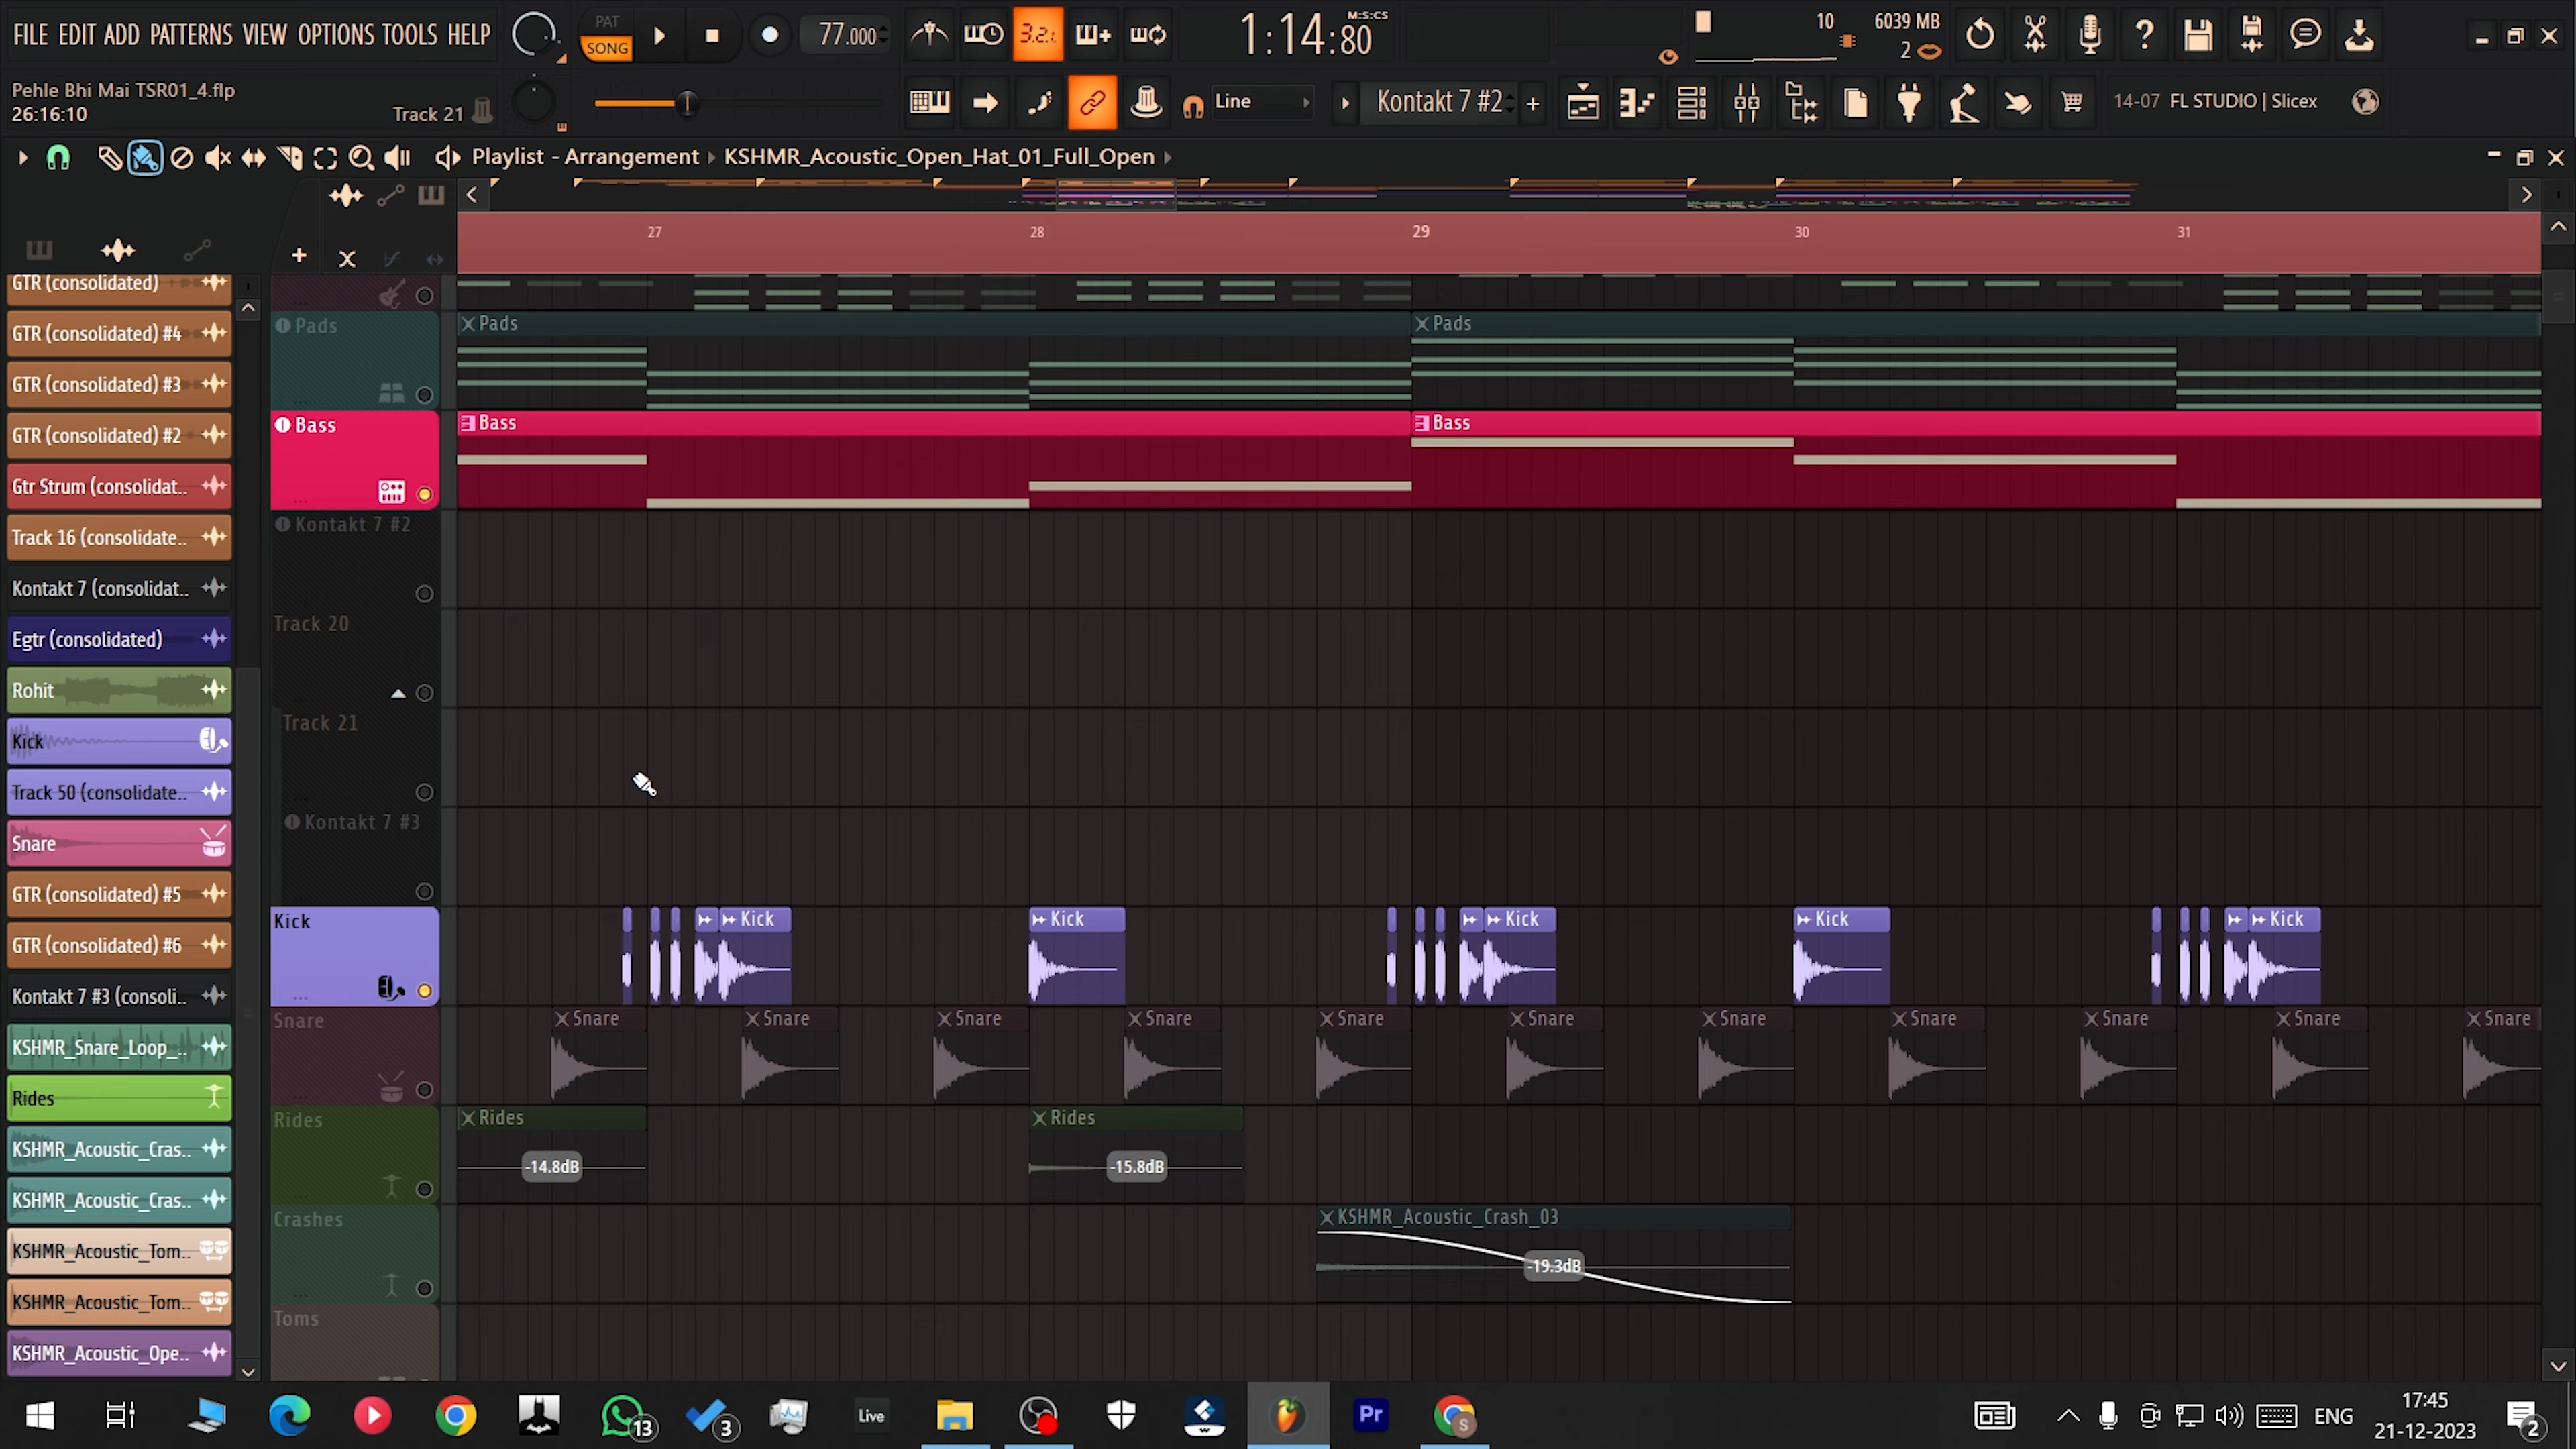 FILE EDIT ADD PATTERNS VIEW OPTIONS TOOLS HELP
PAT
SONG
77.000
3.2.1
M:S:CS
1:14:80
10
6039 MB
2
Pehle Bhi Mai TSR01_4.flp
26:16:10
Track 21
Line
Kontakt 7 #2
14-07 FL STUDIO | Slicex
Playlist - Arrangement
KSHMR_Acoustic_Open_Hat_01_Full_Open
27
28
29
30
31
GTR (consolidated)
GTR (consolidated) #4
GTR (consolidated) #3
GTR (consolidated) #2
Gtr Strum (consolidat..
Track 16 (consolidate..
Kontakt 7 (consolidat..
Egtr (consolidated)
Rohit
Kick
Track 50 (consolidate..
Snare
GTR (consolidated) #5
GTR (consolidated) #6
Kontakt 7 #3 (consoli..
KSHMR_Snare_Loop_..
Rides
KSHMR_Acoustic_Cras..
KSHMR_Acoustic_Cras..
KSHMR_Acoustic_Tom..
KSHMR_Acoustic_Tom..
KSHMR_Acoustic_Ope..
Pads
Pads
Pads
Bass
Bass
Bass
Kontakt 7 #2
Track 20
Track 21
Kontakt 7 #3
Kick
Kick
Kick
Kick
Kick
Kick
Snare
Snare
Snare
Snare
Snare
Snare
Snare
Snare
Snare
Snare
Snare
Snare
Rides
Rides
Rides
-14.8dB
-15.8dB
Crashes
KSHMR_Acoustic_Crash_03
-19.3dB
Toms
13
3
Live
Pr
S
ENG
17:45
21-12-2023
2